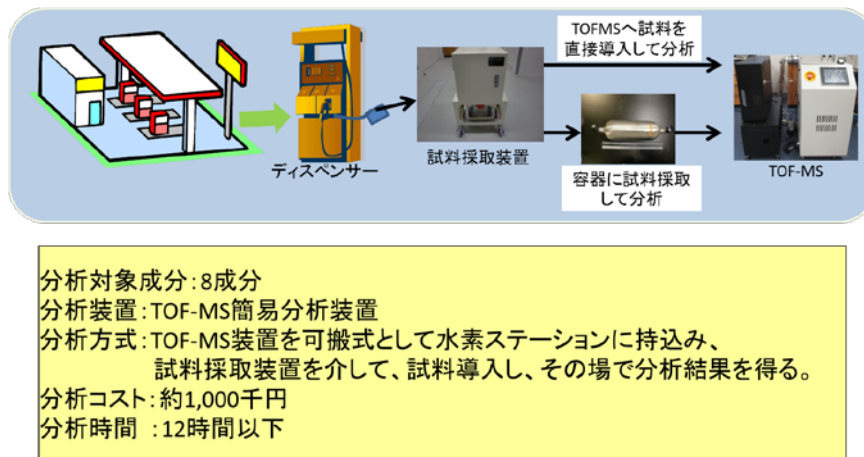 TOFMSへ試料を
直接導入して分析
ディスペンサー
試料採取装置
容器に試料採取
して分析
TOF-MS
分析対象成分:8成分
分析装置:TOF-MS簡易分析装置
分析方式:TOF-MS装置を可搬式として水素ステーションに持込み、
試料採取装置を介して、試料導入し、その場で分析結果を得る。
分析コスト:約1,000千円
分析時間 :12時間以下